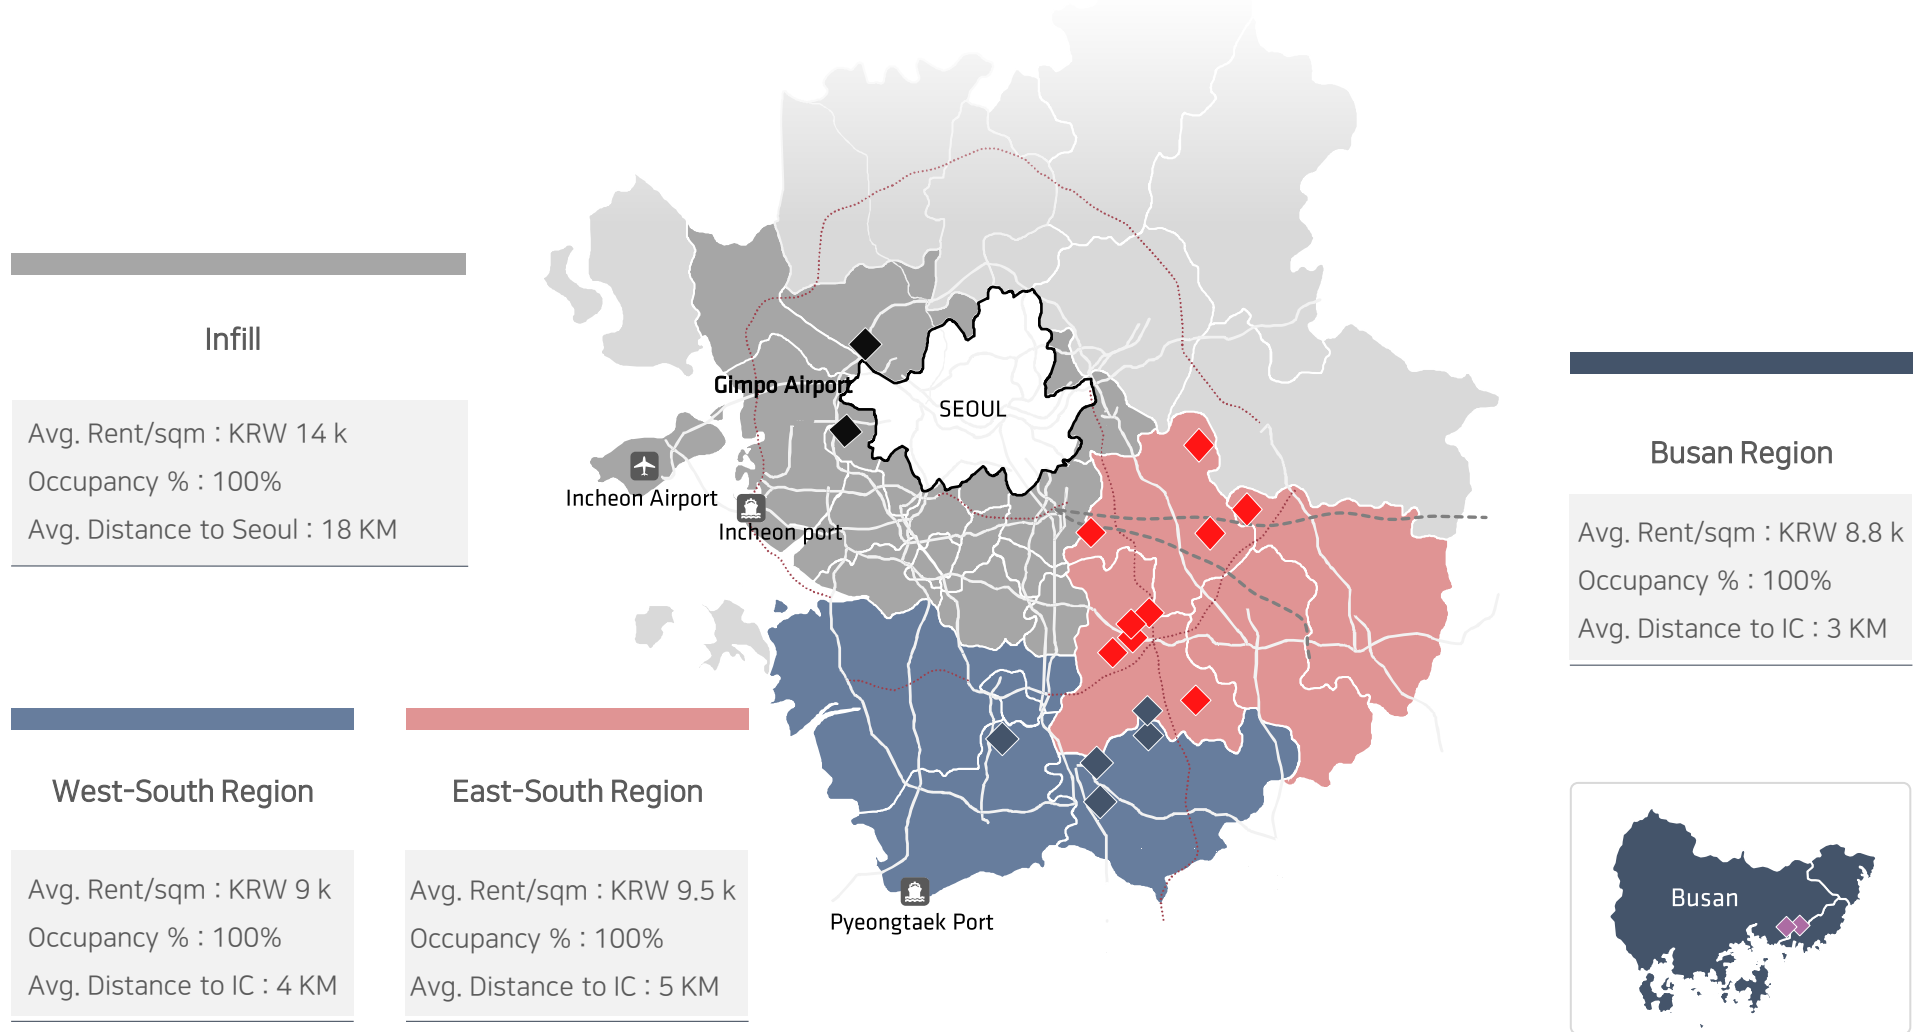 Infill
Avg. Rent/sqm : KRW 14 k
Occupancy % : 100%
Avg. Distance to Seoul : 18 KM
West-South Region
Avg. Rent/sqm : KRW 9 k
Occupancy % : 100%
Avg. Distance to IC : 4 KM
East-South Region
Avg. Rent/sqm : KRW 9.5 k
Occupancy % : 100%
Avg. Distance to IC : 5 KM
Gimpo Airport
SEOUL
Incheon Airport
Incheon port
Pyeongtaek Port
Busan Region
Avg. Rent/sqm : KRW 8.8 k
Occupancy % : 100%
Avg. Distance to IC : 3 KM
Busan